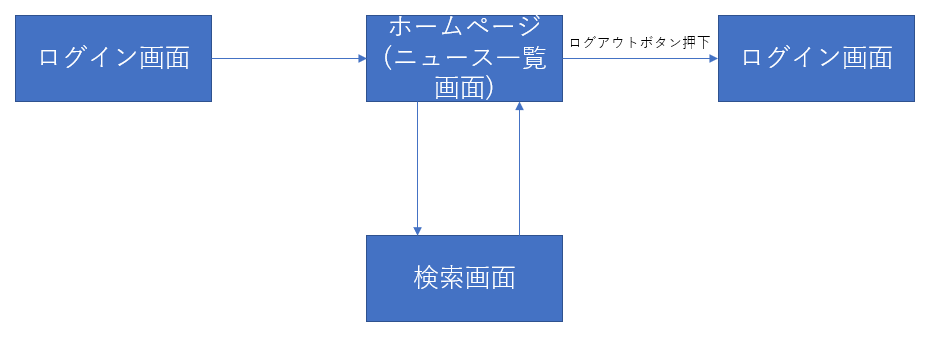 ログイン画面
ホームページ
(ニュース一覧
画面)
ログアウトボタン押下
ログイン画面
検索画面